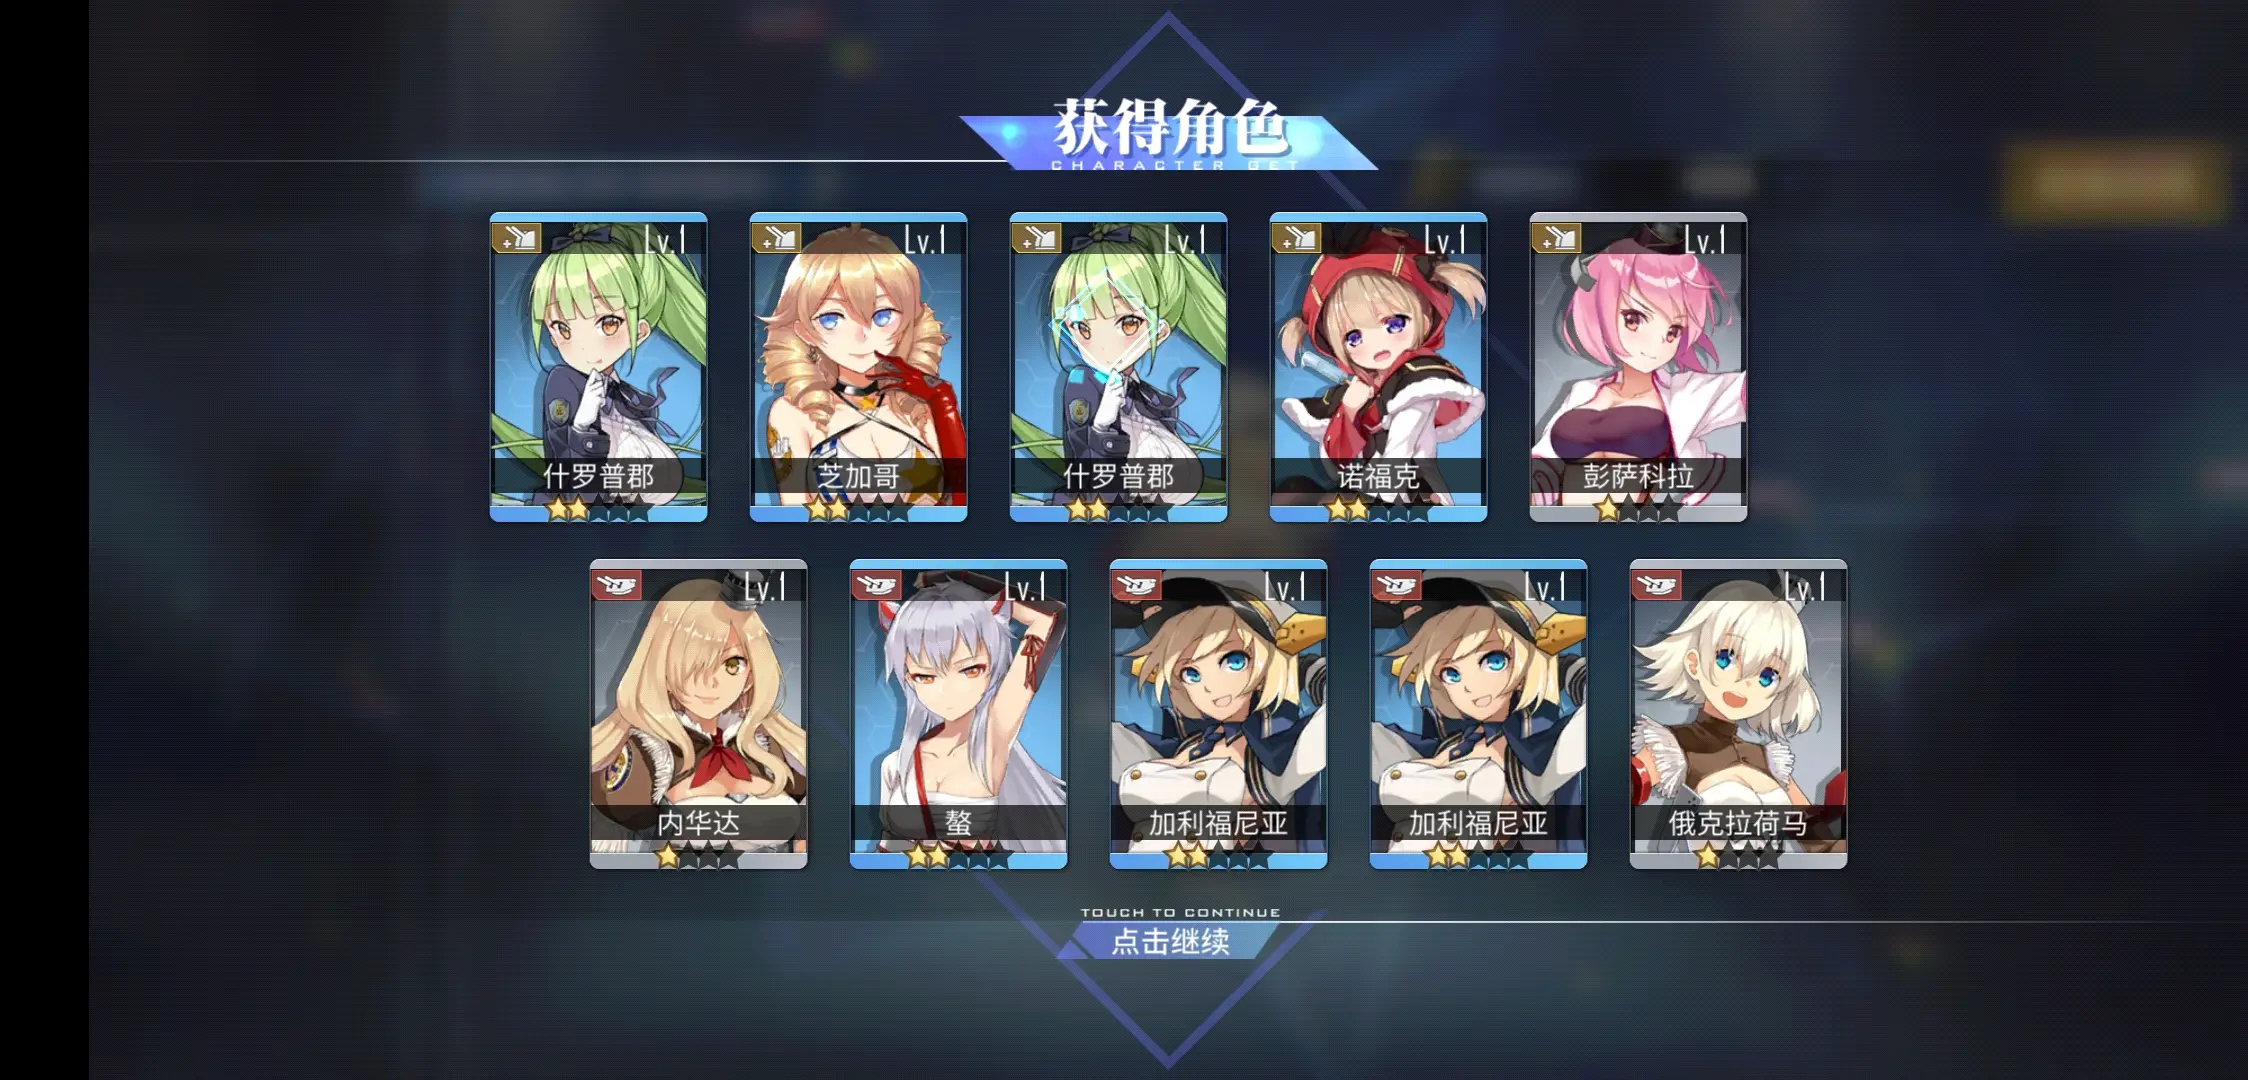 获得角色
CHARACTER GET
Lv.1
Lv.1
Lv.1
Lv.1
Lv.1
什罗普郡
芝加哥
什罗普郡
诺福克
彭萨科拉
Lv.1
Lv.1
Lv.1
Lv.1
Lv.1
内华达
螯
加利福尼亚
加利福尼亚
俄克拉荷马
TOUCH TO CONTINUE
点击继续